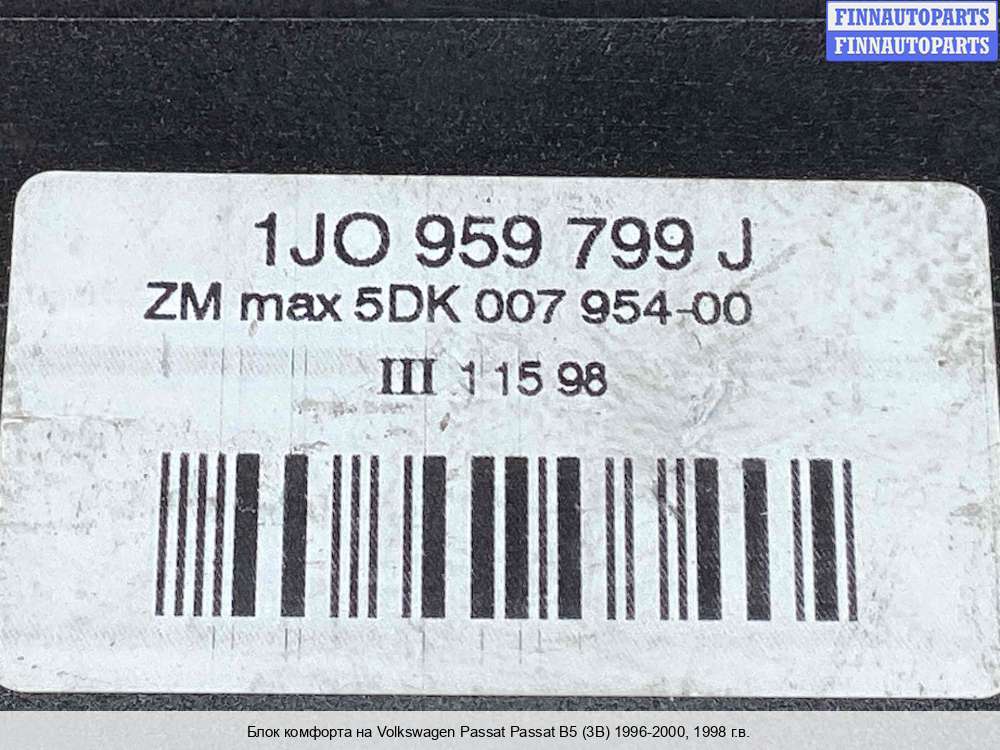 FINNAUTOPARTS
FINNAUTOPARTS
1JO 959 799 J
ZM max 5DK 007 954-00
III 1 15 98
Блок комфорта на Volkswagen Passat Passat B5 (3B) 1996-2000, 1998 г.в.